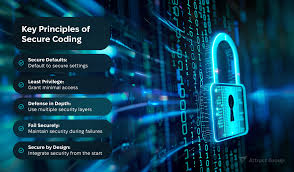 Key Principles of
Secure Coding
Secure Defaults:
Default to secure settings
Least Privilege:
Grant minimal access
Defense in Depth:
Use multiple security layers
Fail Securely:
Maintain security during failures
Secure by Design:
Integrate security from the start
Attract Group